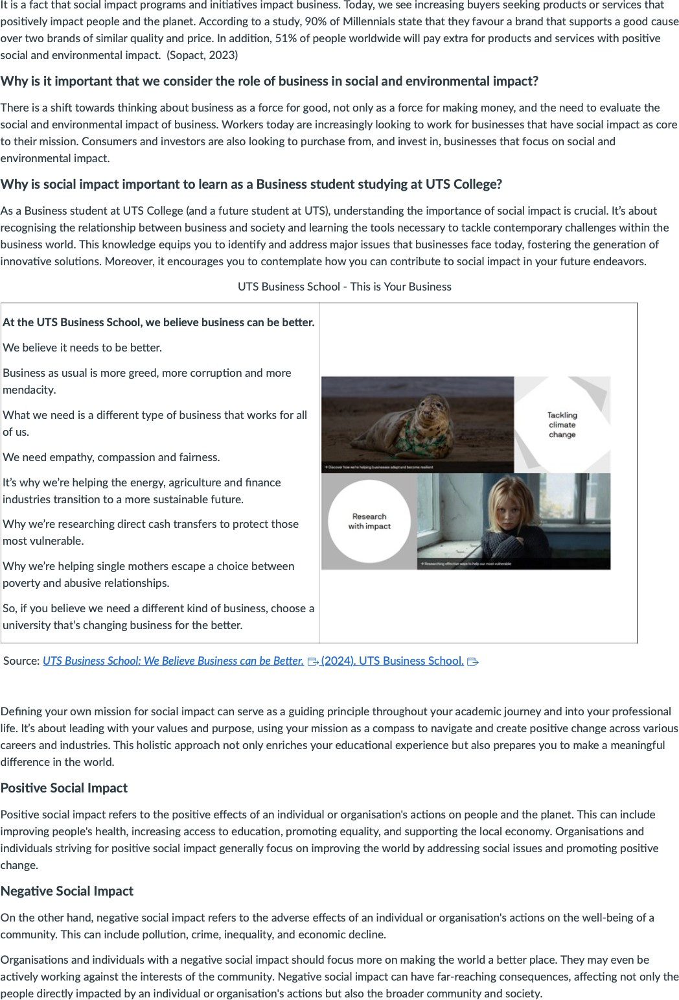 It is a fact that social impact programs and initiatives impact business. Today, we see increasing buyers seeking products or services that
positively impact people and the planet. According to a study, 90% of Millennials state that they favour a brand that supports a good cause
over two brands of similar quality and price. In addition, 51% of people worldwide will pay extra for products and services with positive
social and environmental impact.  (Sopact, 2023)
Why is it important that we consider the role of business in social and environmental impact?
There is a shift towards thinking about business as a force for good, not only as a force for making money, and the need to evaluate the
social and environmental impact of business. Workers today are increasingly looking to work for businesses that have social impact as core
to their mission. Consumers and investors are also looking to purchase from, and invest in, businesses that focus on social and
environmental impact.
Why is social impact important to learn as a Business student studying at UTS College?
As a Business student at UTS College (and a future student at UTS), understanding the importance of social impact is crucial. It's about
recognising the relationship between business and society and learning the tools necessary to tackle contemporary challenges within the
business world. This knowledge equips you to identify and address major issues that businesses face today, fostering the generation of
innovative solutions. Moreover, it encourages you to contemplate how you can contribute to social impact in your future endeavors.
UTS Business School - This is Your Business
At the UTS Business School, we believe business can be better.
We believe it needs to be better.
Business as usual is more greed, more corruption and more
mendacity.
What we need is a different type of business that works for all
of us.
We need empathy, compassion and fairness.
It's why we're helping the energy, agriculture and finance
industries transition to a more sustainable future.
Why we're researching direct cash transfers to protect those
most vulnerable.
Why we're helping single mothers escape a choice between
poverty and abusive relationships.
So, if you believe we need a different kind of business, choose a
university that's changing business for the better.
Tackling
climate
change
→ Discover how we're helping businesses adapt and become resilient
Research
with impact
→ Researching effective ways to help our most vulnerable
Source: UTS Business School: We Believe Business can be Better. (2024). UTS Business School.
Defining your own mission for social impact can serve as a guiding principle throughout your academic journey and into your professional
life. It's about leading with your values and purpose, using your mission as a compass to navigate and create positive change across various
careers and industries. This holistic approach not only enriches your educational experience but also prepares you to make a meaningful
difference in the world.
Positive Social Impact
Positive social impact refers to the positive effects of an individual or organisation's actions on people and the planet. This can include
improving people's health, increasing access to education, promoting equality, and supporting the local economy. Organisations and
individuals striving for positive social impact generally focus on improving the world by addressing social issues and promoting positive
change.
Negative Social Impact
On the other hand, negative social impact refers to the adverse effects of an individual or organisation's actions on the well-being of a
community. This can include pollution, crime, inequality, and economic decline.
Organisations and individuals with a negative social impact should focus more on making the world a better place. They may even be
actively working against the interests of the community. Negative social impact can have far-reaching consequences, affecting not only the
people directly impacted by an individual or organisation's actions but also the broader community and society.